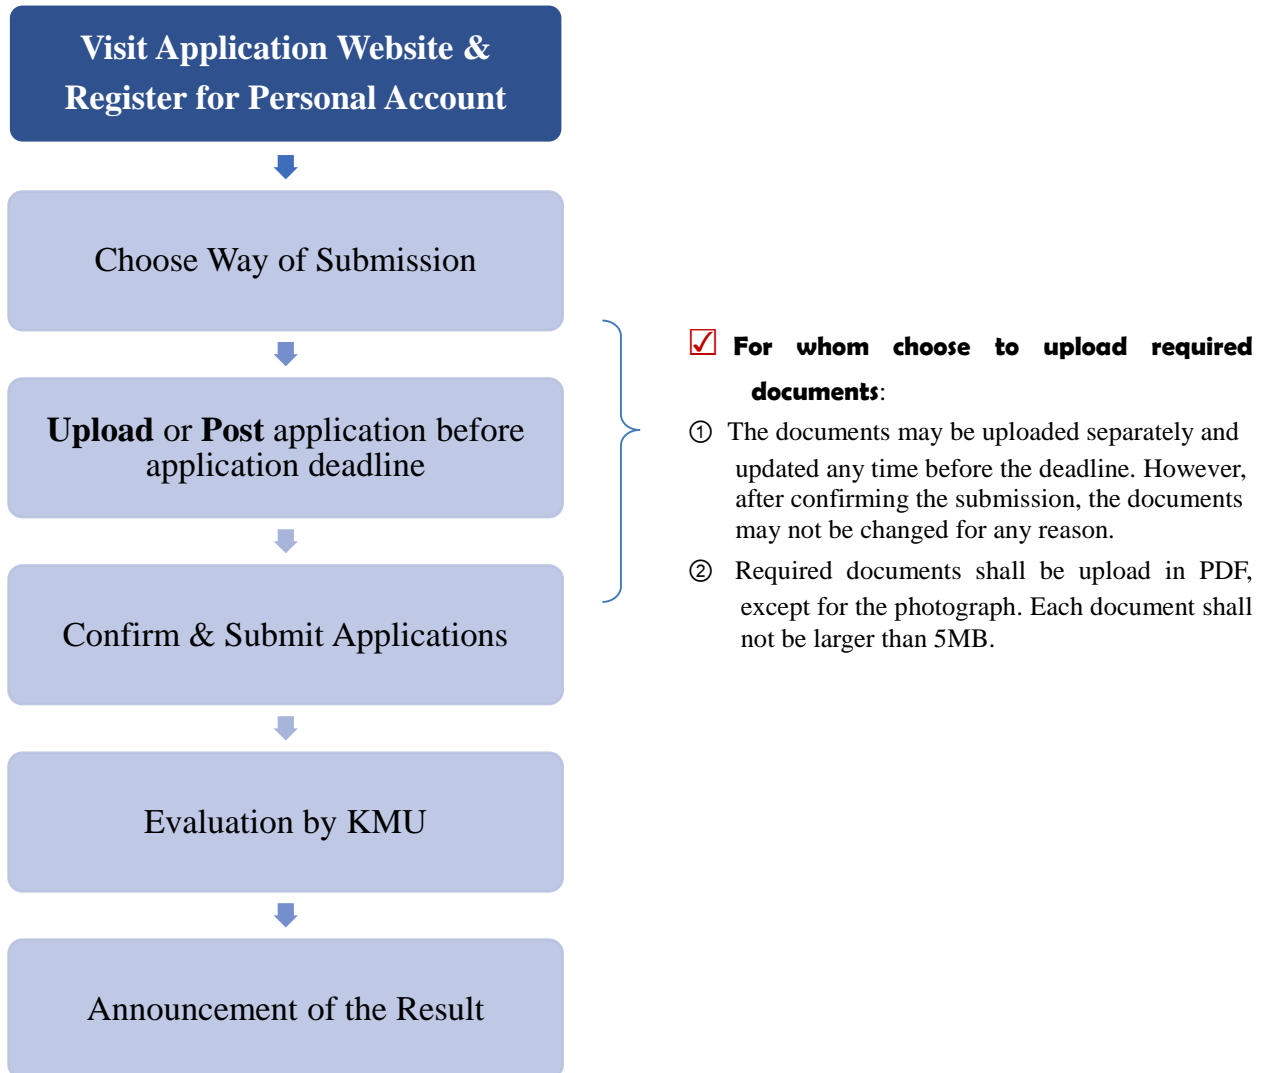 Visit Application Website &
Register for Personal Account
Choose Way of Submission
Upload or Post application before
application deadline
Confirm & Submit Applications
Evaluation by KMU
Announcement of the Result
☑ For whom choose to upload required
documents:
① The documents may be uploaded separately and
updated any time before the deadline. However,
after confirming the submission, the documents
may not be changed for any reason.
② Required documents shall be upload in PDF,
except for the photograph. Each document shall
not be larger than 5MB.